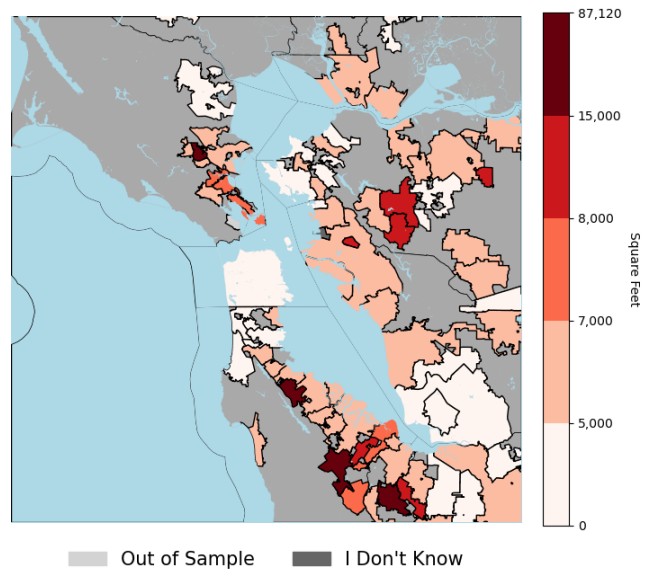 87,120
15,000
8,000
7,000
5,000
0
Square Feet
Out of Sample
I Don't Know